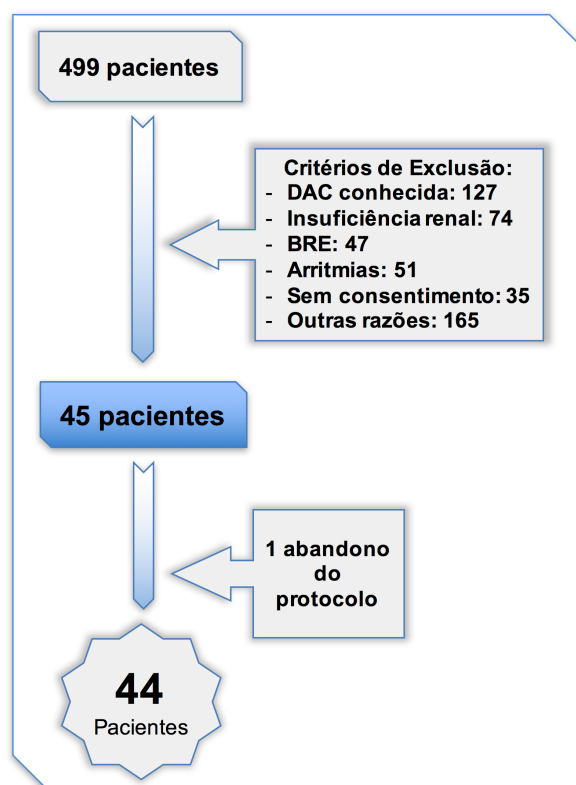 499 pacientes
Critérios de Exclusão:
- DAC conhecida: 127
- Insuficiência renal: 74
- BRE: 47
- Arritmias: 51
- Sem consentimento: 35
- Outras razões: 165
45 pacientes
1 abandono
do
protocolo
44
Pacientes